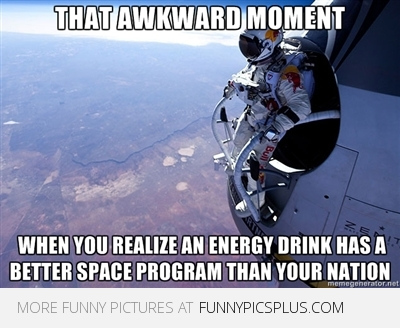 THAT AWKWARD MOMENT
WHEN YOU REALIZE AN ENERGY DRINK HAS A
BETTER SPACE PROGRAM THAN YOUR NATION
memegenerator.net
MORE FUNNY PICTURES AT FUNNYPICSPLUS.COM